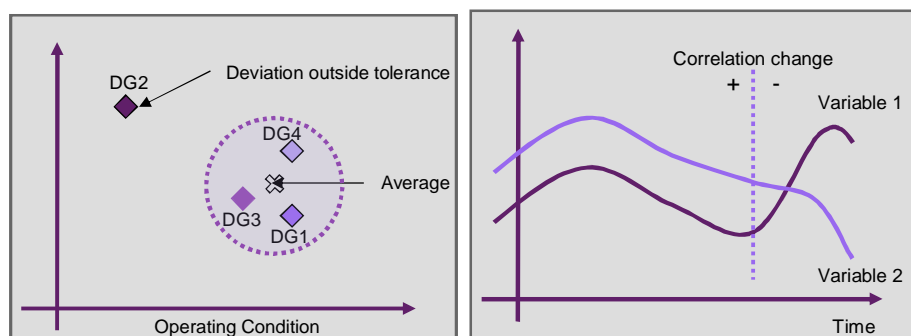 DG2
Deviation outside tolerance
DG4
Average
DG3
DG1
Operating Condition
Correlation change
+ -
Variable 1
Variable 2
Time